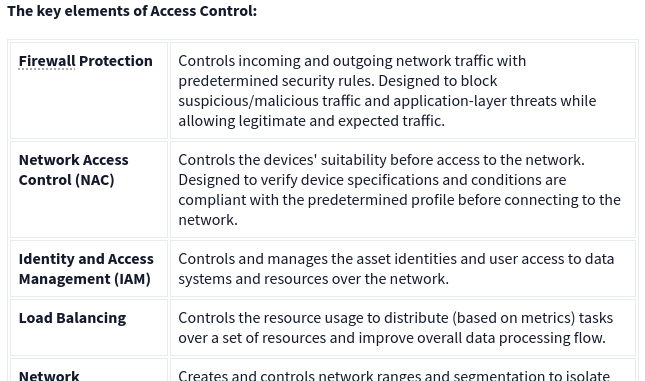 The key elements of Access Control:
Firewall Protection
Controls incoming and outgoing network traffic with
predetermined security rules. Designed to block
suspicious/malicious traffic and application-layer threats while
allowing legitimate and expected traffic.
Network Access
Control (NAC)
Controls the devices' suitability before access to the network.
Designed to verify device specifications and conditions are
compliant with the predetermined profile before connecting to the
network.
Identity and Access
Management (IAM)
Controls and manages the asset identities and user access to data
systems and resources over the network.
Load Balancing
Controls the resource usage to distribute (based on metrics) tasks
over a set of resources and improve overall data processing flow.
Network
Creates and controls network ranges and segmentation to isolate